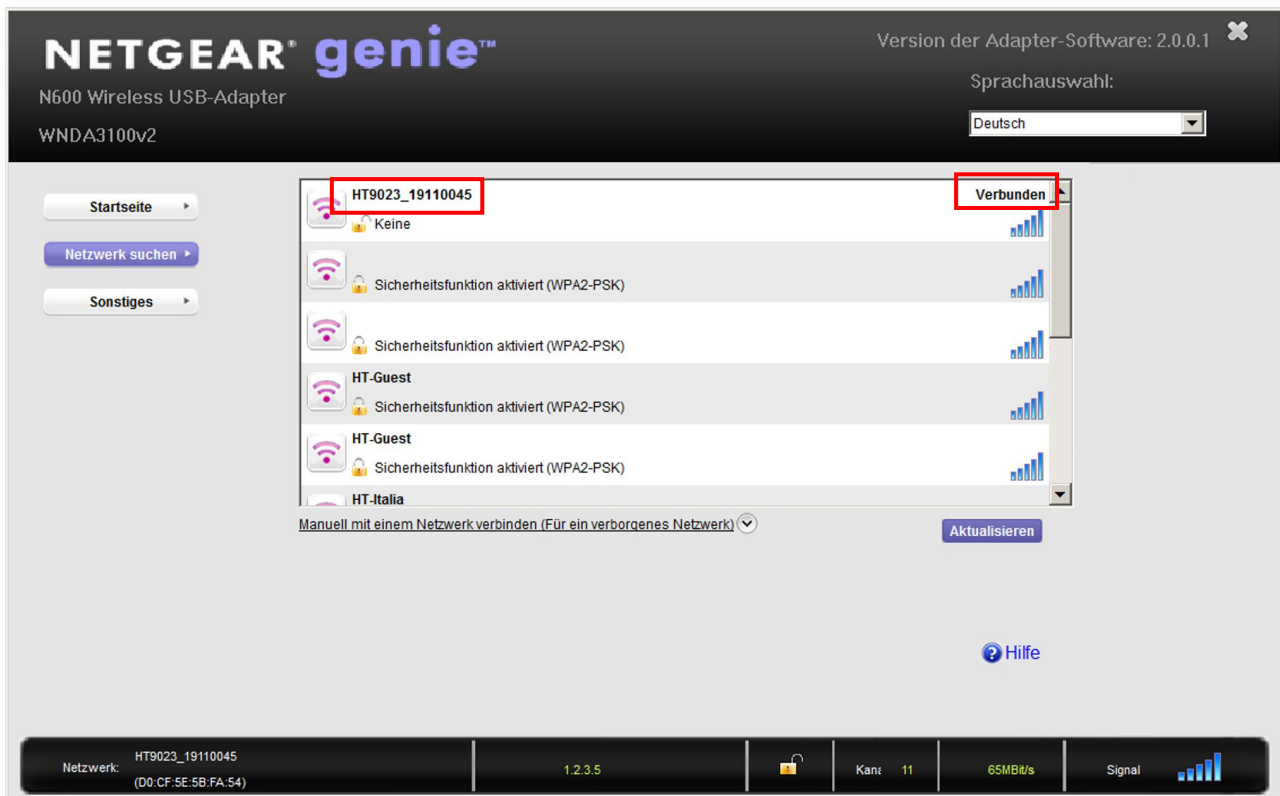 NETGEAR® genie™
Version der Adapter-Software: 2.0.0.1
N600 Wireless USB-Adapter
WNDA3100v2
Sprachauswahl:
Deutsch
Startseite
Netzwerk suchen
Sonstiges
HT9023_19110045
Verbunden
Keine
Sicherheitsfunktion aktiviert (WPA2-PSK)
Sicherheitsfunktion aktiviert (WPA2-PSK)
HT-Guest
Sicherheitsfunktion aktiviert (WPA2-PSK)
HT-Guest
Sicherheitsfunktion aktiviert (WPA2-PSK)
HT-Italia
Manuell mit einem Netzwerk verbinden (Für ein verborgenes Netzwerk)
Aktualisieren
? Hilfe
Netzwerk: HT9023_19110045
(D0:CF:5E:5B:FA:54)
1.2.3.5
Kana 11
65MBit/s
Signal